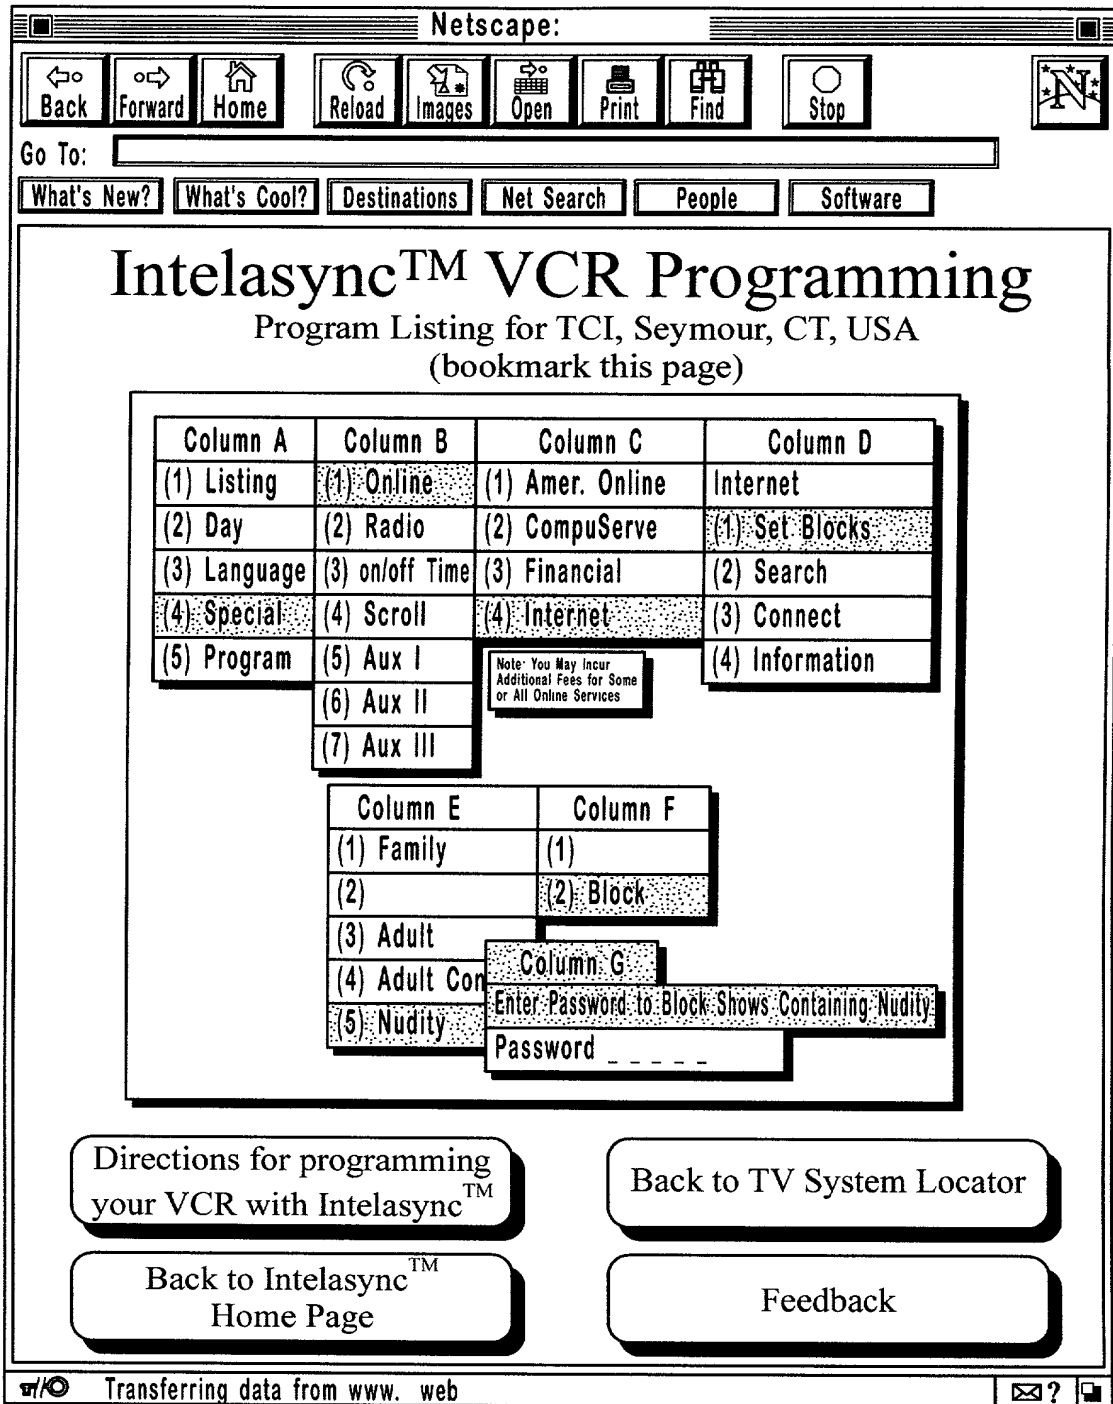 Netscape:
Back Forward Home Reload Images Open Print Find Stop
N
Go To:
What's New? What's Cool? Destinations Net Search People Software
Intelasync™ VCR Programming
Program Listing for TCI, Seymour, CT, USA
(bookmark this page)
Column A Column B Column C Column D
(1) Listing (1) Online (1) Amer. Online Internet
(2) Day (2) Radio (2) CompuServe (1) Set Blocks
(3) Language (3) on/off Time (3) Financial (2) Search
(4) Special (4) Scroll (4) Internet (3) Connect
(5) Program (5) Aux I (4) Information
Note: You May Incur
Additional Fees for Some
or All Online Services
(6) Aux II
(7) Aux III
Column E Column F
(1) Family (1)
(2) (2) Block
(3) Adult
Column G
(4) Adult Con
Enter Password to Block Shows Containing Nudity
(5) Nudity
Password _ _ _ _ _
Directions for programming
your VCR with Intelasync™
Back to TV System Locator
Back to Intelasync™
Home Page
Feedback
Transferring data from www. web
?